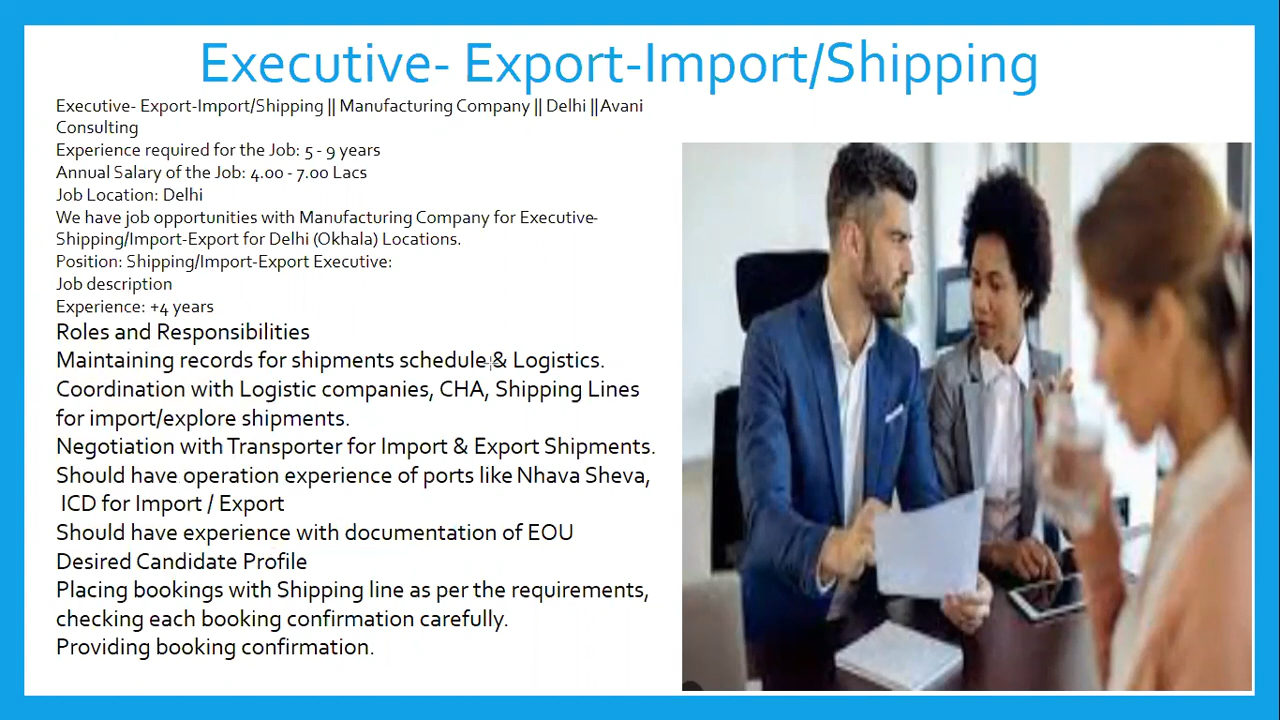 Executive- Export-Import/Shipping
Executive- Export-Import/Shipping || Manufacturing Company || Delhi ||Avani
Consulting
Experience required for the Job: 5 - 9 years
Annual Salary of the Job: 4.00 - 7.00 Lacs
Job Location: Delhi
We have job opportunities with Manufacturing Company for Executive-
Shipping/Import-Export for Delhi (Okhala) Locations.
Position: Shipping/Import-Export Executive:
Job description
Experience: +4 years
Roles and Responsibilities
Maintaining records for shipments schedule & Logistics.
Coordination with Logistic companies, CHA, Shipping Lines
for import/explore shipments.
Negotiation with Transporter for Import & Export Shipments.
Should have operation experience of ports like Nhava Sheva,
ICD for Import / Export
Should have experience with documentation of EOU
Desired Candidate Profile
Placing bookings with Shipping line as per the requirements,
checking each booking confirmation carefully.
Providing booking confirmation.